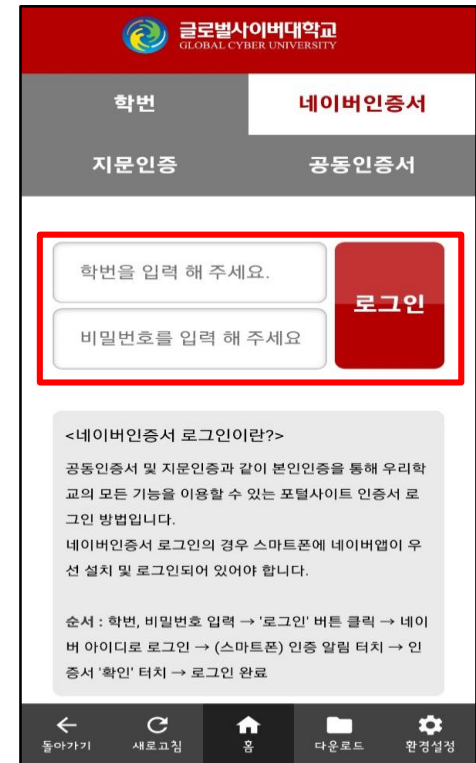 글로벌사이버대학교
GLOBAL CYBER UNIVERSITY
학번 네이버인증서
지문인증 공동인증서
학번을 입력 해 주세요.
로그인
비밀번호를 입력 해 주세요
<네이버인증서 로그인이란?>
공동인증서 및 지문인증과 같이 본인인증을 통해 우리학
교의 모든 기능을 이용할 수 있는 포털사이트 인증서 로
그인 방법입니다.
네이버인증서 로그인의 경우 스마트폰에 네이버앱이 우
선 설치 및 로그인되어 있어야 합니다.
순서 : 학번, 비밀번호 입력 → '로그인' 버튼 클릭 → 네이
버 아이디로 로그인 → (스마트폰) 인증 알림 터치 → 인
증서 '확인' 터치 → 로그인 완료
돌아가기 새로고침 홈 다운로드 환경설정